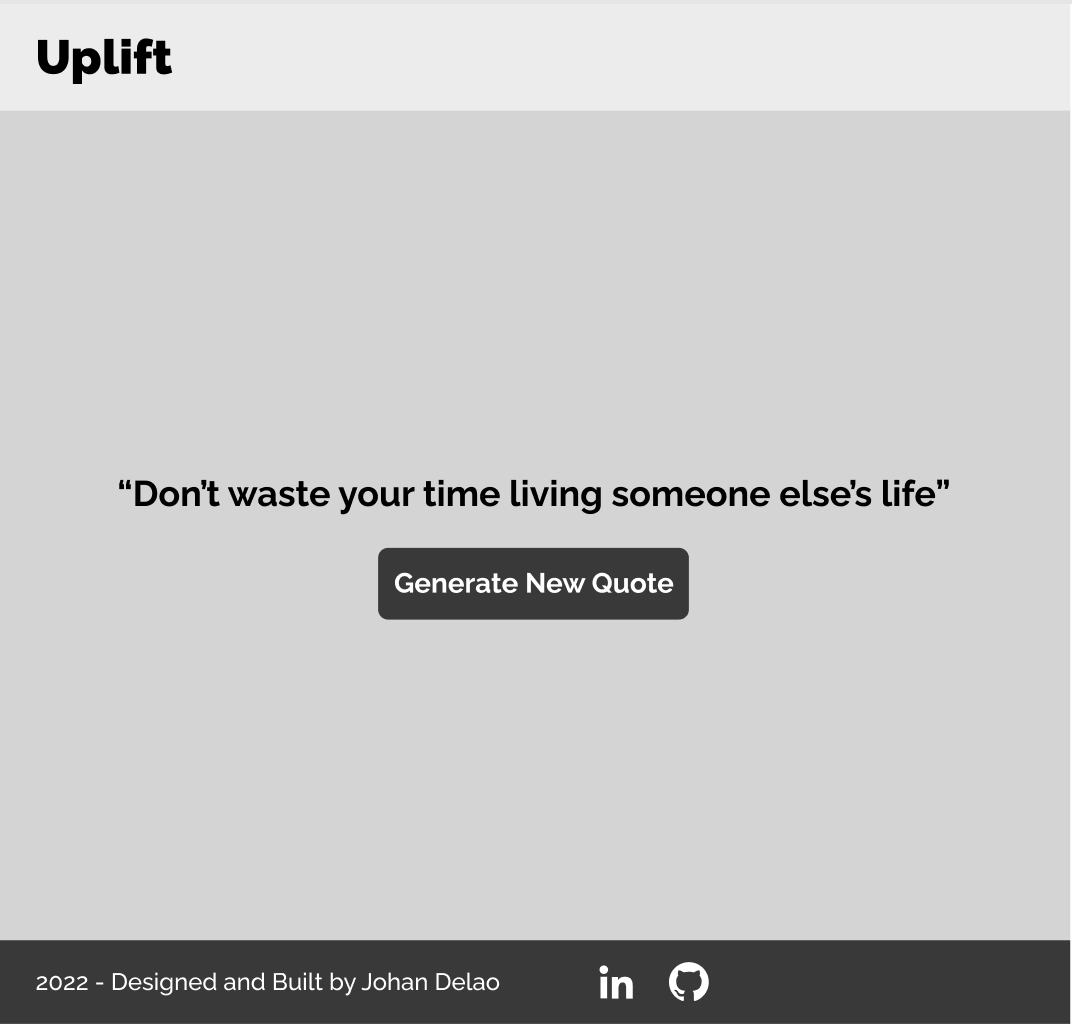 Uplift
“Don’t waste your time living someone else’s life”
Generate New Quote
2022 - Designed and Built by Johan Delao
in